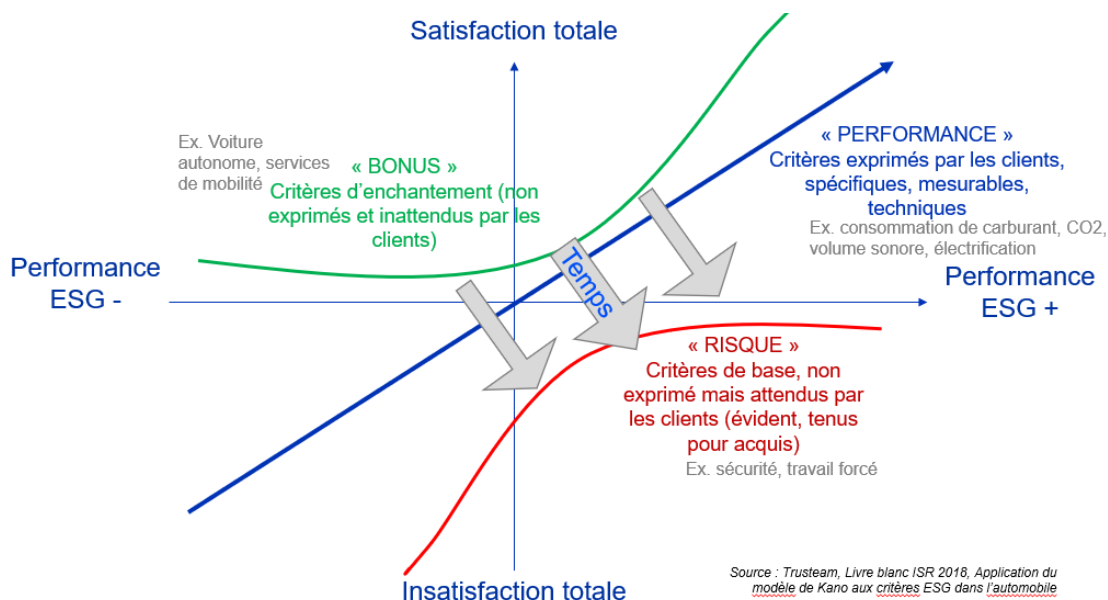 Satisfaction totale
Ex. Voiture
autonome, services
de mobilité
« BONUS »
Critères d’enchantement (non
exprimés et inattendus par les
clients)
« PERFORMANCE »
Critères exprimés par les clients,
spécifiques, mesurables,
techniques
Ex. consommation de carburant, CO2,
volume sonore, électrification
Performance
ESG -
Temps
Performance
ESG +
« RISQUE »
Critères de base, non
exprimé mais attendus par
les clients (évident, tenus
pour acquis)
Ex. sécurité, travail forcé
Insatisfaction totale
Source : Trusteam, Livre blanc ISR 2018, Application du
modèle de Kano aux critères ESG dans l’automobile